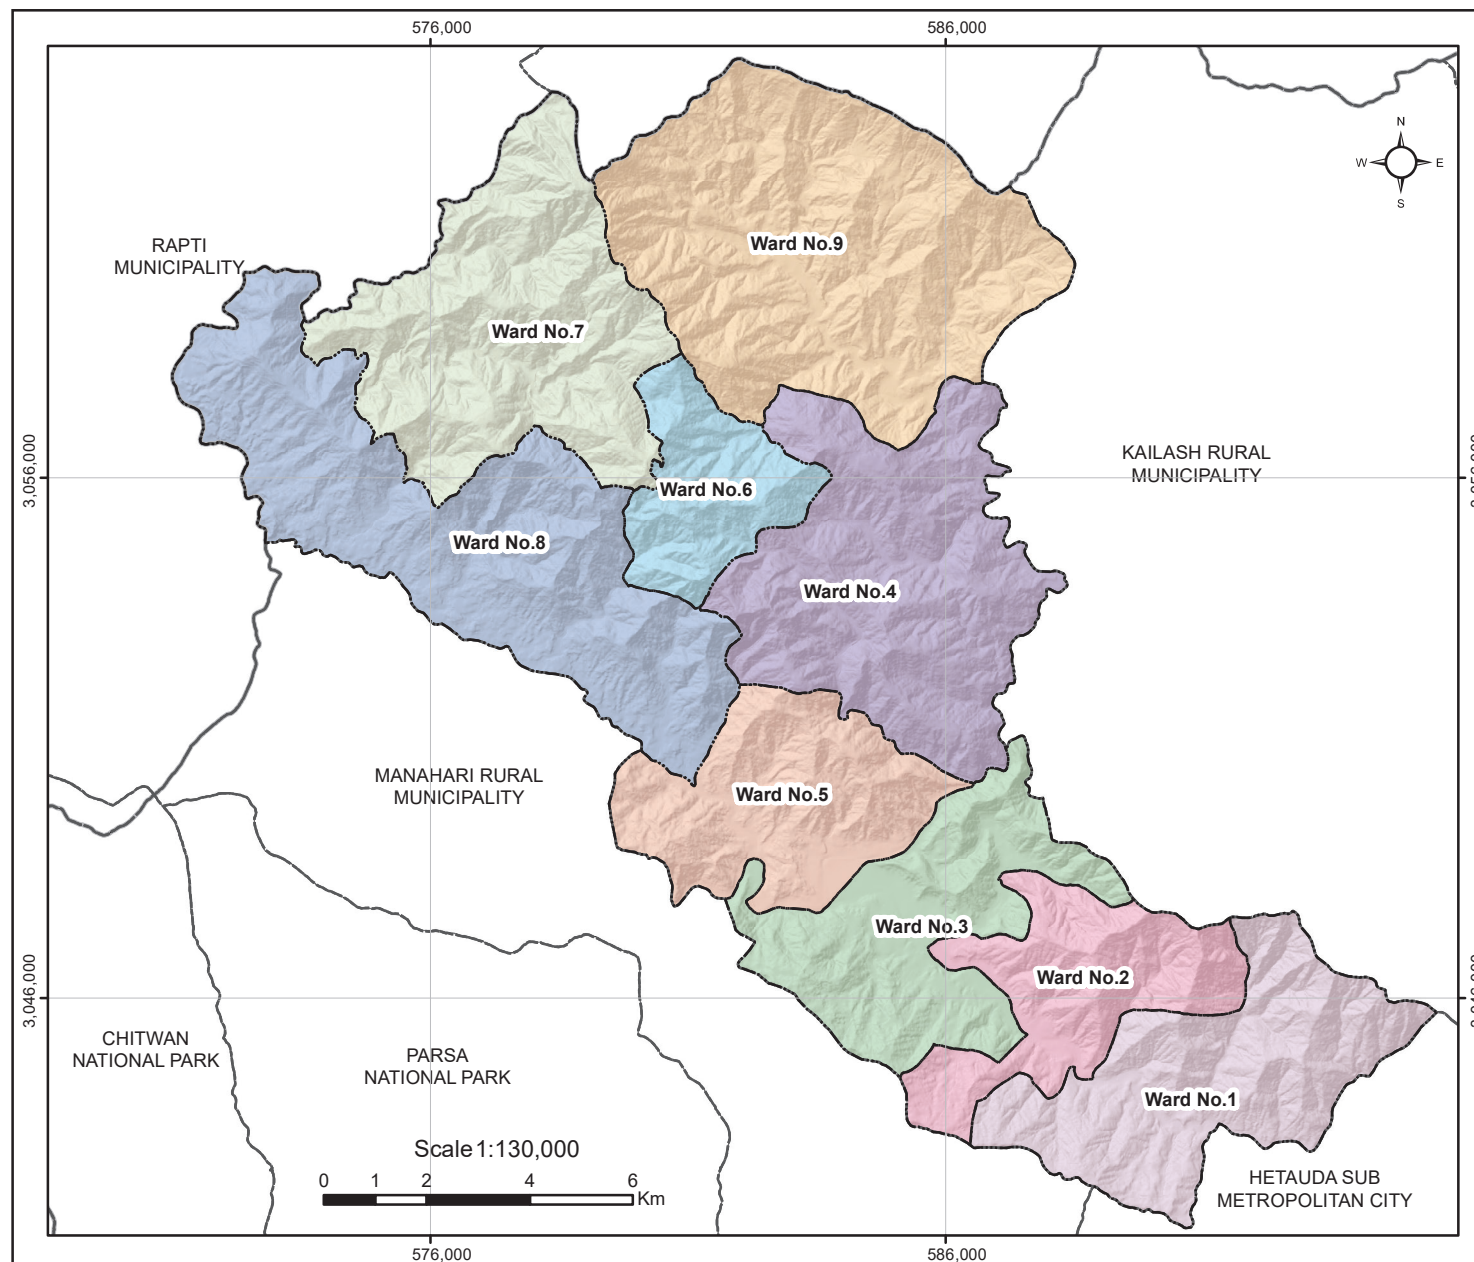 576,000
586,000
N
W
E
S
RAPTI
MUNICIPALITY
Ward No.9
Ward No.7
KAILASH RURAL
MUNICIPALITY
3,056,000
Ward No.6
Ward No.8
Ward No.4
MANAHARI RURAL
MUNICIPALITY
Ward No.5
Ward No.3
Ward No.2
3,046,000
CHITWAN
NATIONAL PARK
PARSA
NATIONAL PARK
Ward No.1
Scale 1:130,000
0 1 2 4 6
Km
HETAUDA SUB
METROPOLITAN CITY
576,000
586,000